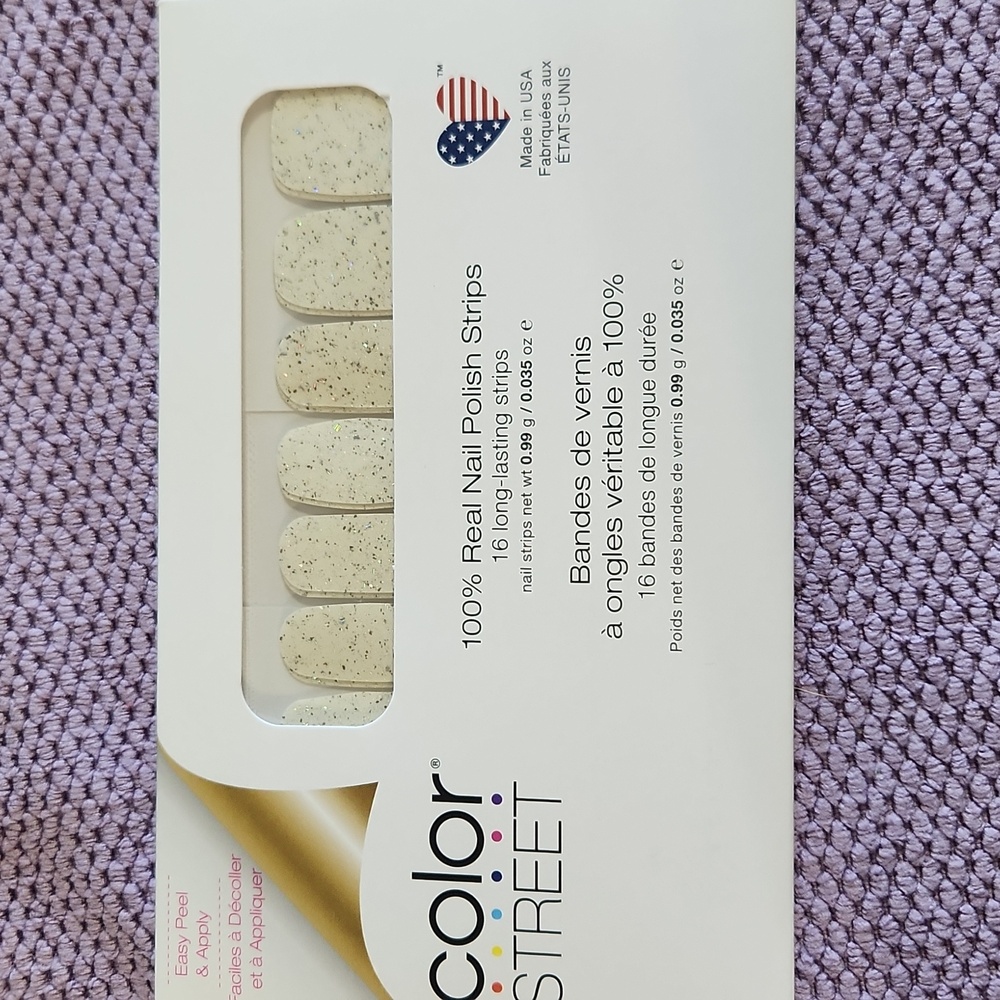 Easy Peel
& Apply
Faciles à Décoller
et à Appliquer
color®
STREET
100% Real Nail Polish Strips
16 long-lasting strips
nail strips net wt 0.99 g / 0.035 oz ℮
Bandes de vernis
à ongles véritable à 100%
16 bandes de longue durée
Poids net des bandes de vernis 0.99 g / 0.035 oz ℮
™
Made in USA
Fabriquées aux
ÉTATS-UNIS